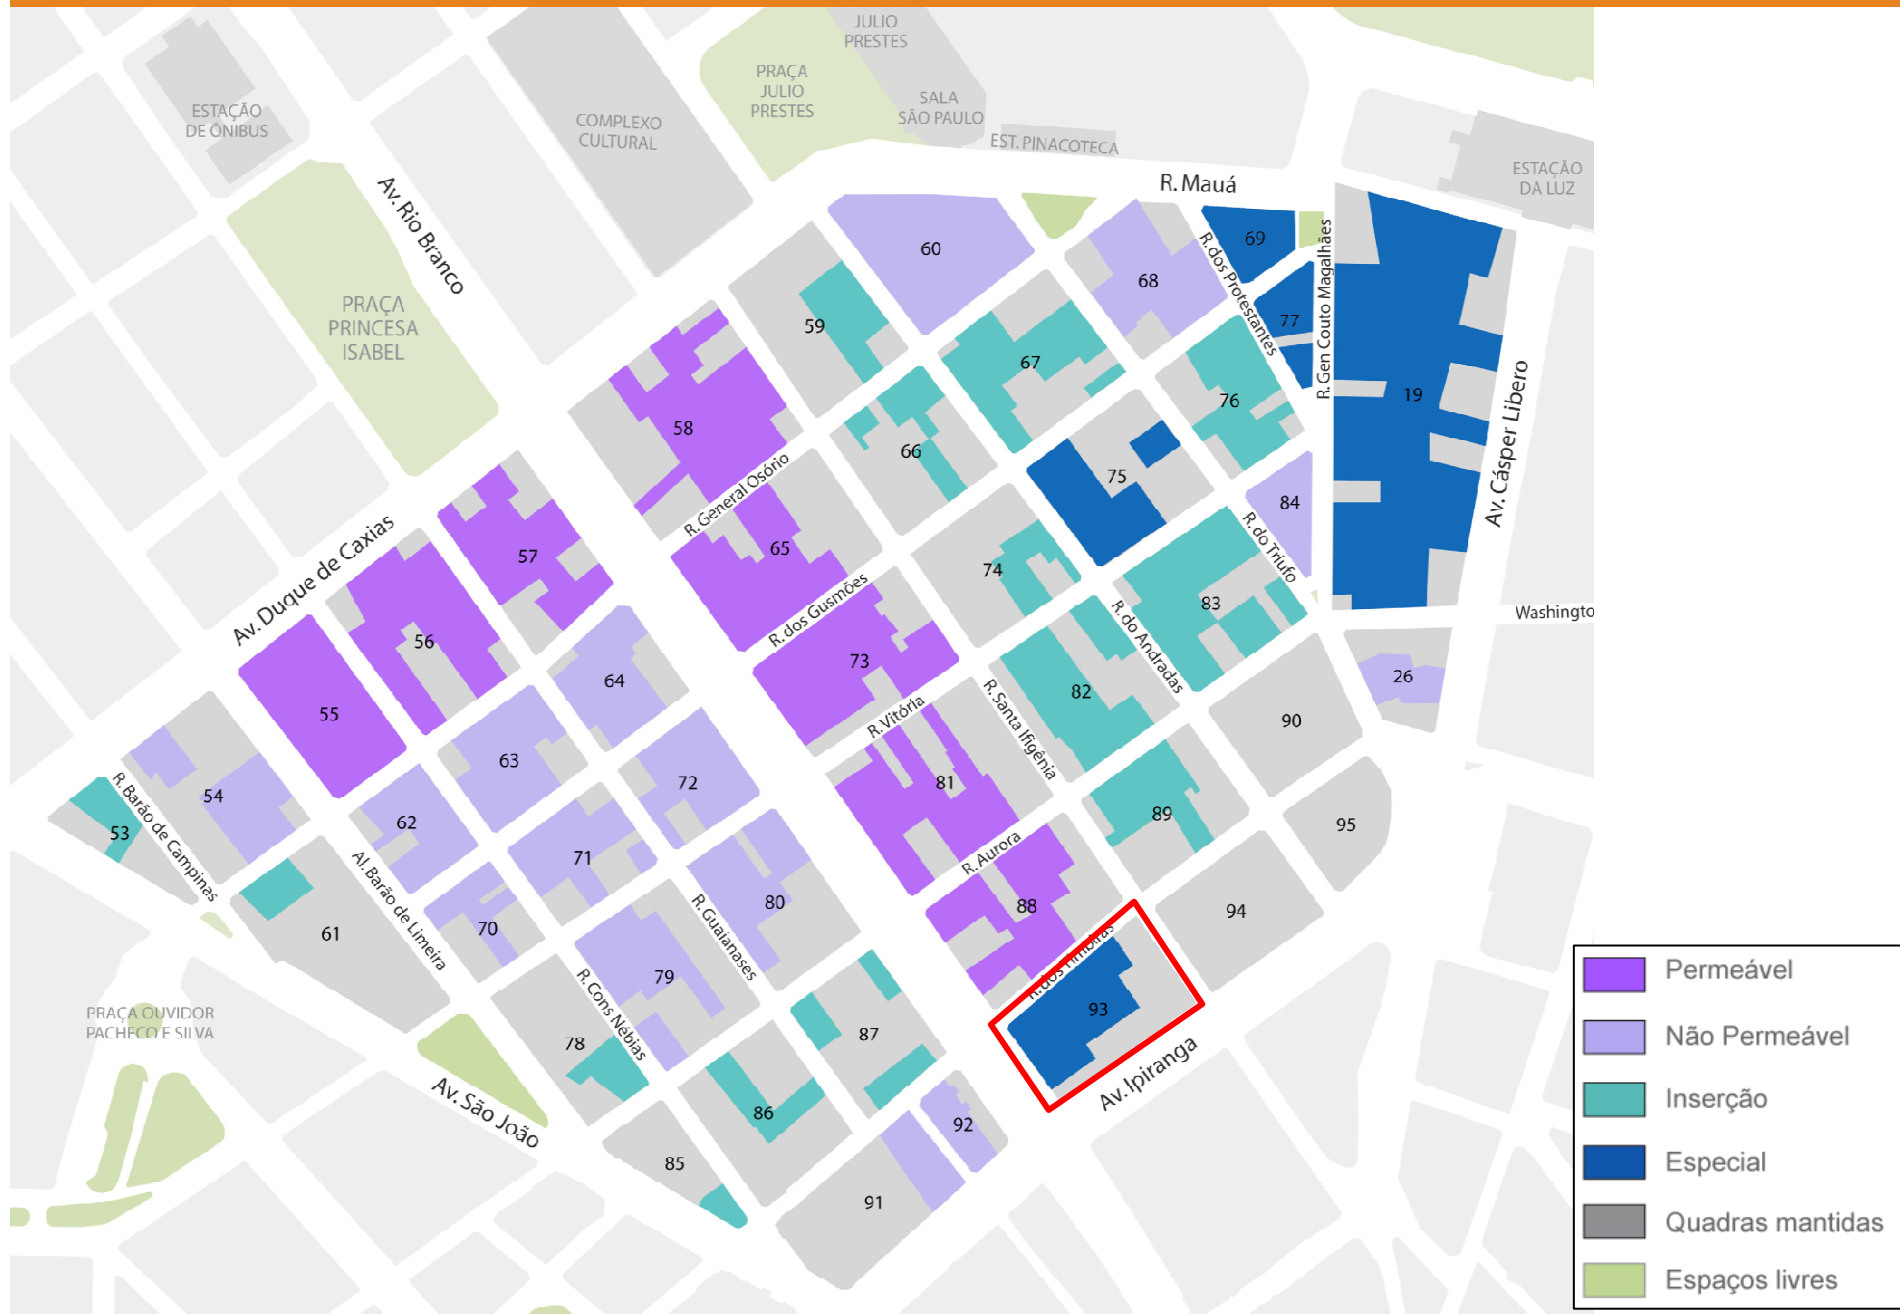 JULIO
PRESTES
PRAÇA
JULIO
PRESTES
SALA
SÃO PAULO
ESTAÇÃO
DE ÔNIBUS
COMPLEXO
CULTURAL
EST. PINACOTECA
ESTAÇÃO
DA LUZ
R. Mauá
Av. Rio Branco
PRAÇA
PRINCESA
ISABEL
60
69
68
R. dos Protestantes
R. Gen Couto Magalhães
77
59
67
19
76
58
66
75
Av. Cásper Libero
R. General Osório
84
R. do Triufo
Av. Duque de Caxias
57
65
74
R. dos Gusmões
83
R. do Andradas
Washingto
56
73
64
82
26
55
R. Vitória
R. Santa Ifigênia
90
63
72
81
54
R. Barão de Campinas
53
62
89
95
71
Al. Barão de Limeira
R. Aurora
80
R. Guaianases
88
94
70
61
79
R. Cons Nébias
R. dos Timbiras
93
PRAÇA OUVIDOR
PACHECO E SILVA
87
78
Av. Ipiranga
Av. São João
86
92
85
91
Permeável
Não Permeável
Inserção
Especial
Quadras mantidas
Espaços livres